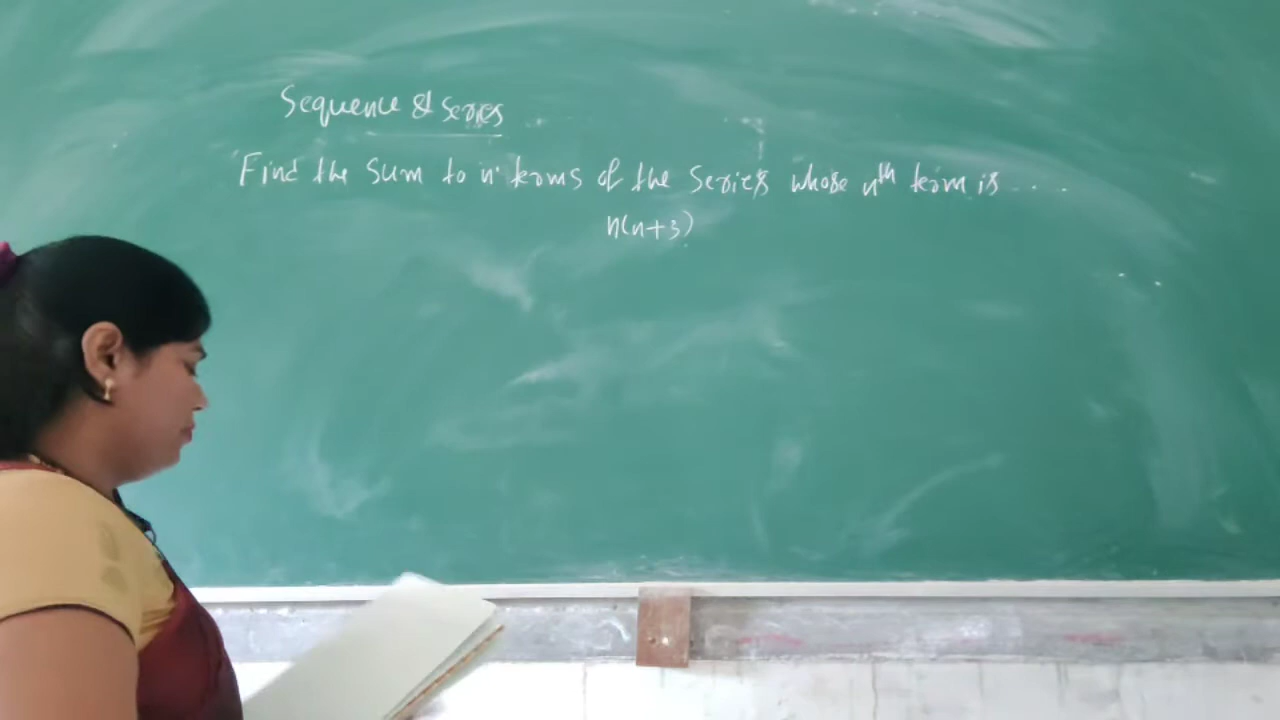 Sequence & Series
Find the Sum to n terms of the Series whose nth term is ....
n(n+3)